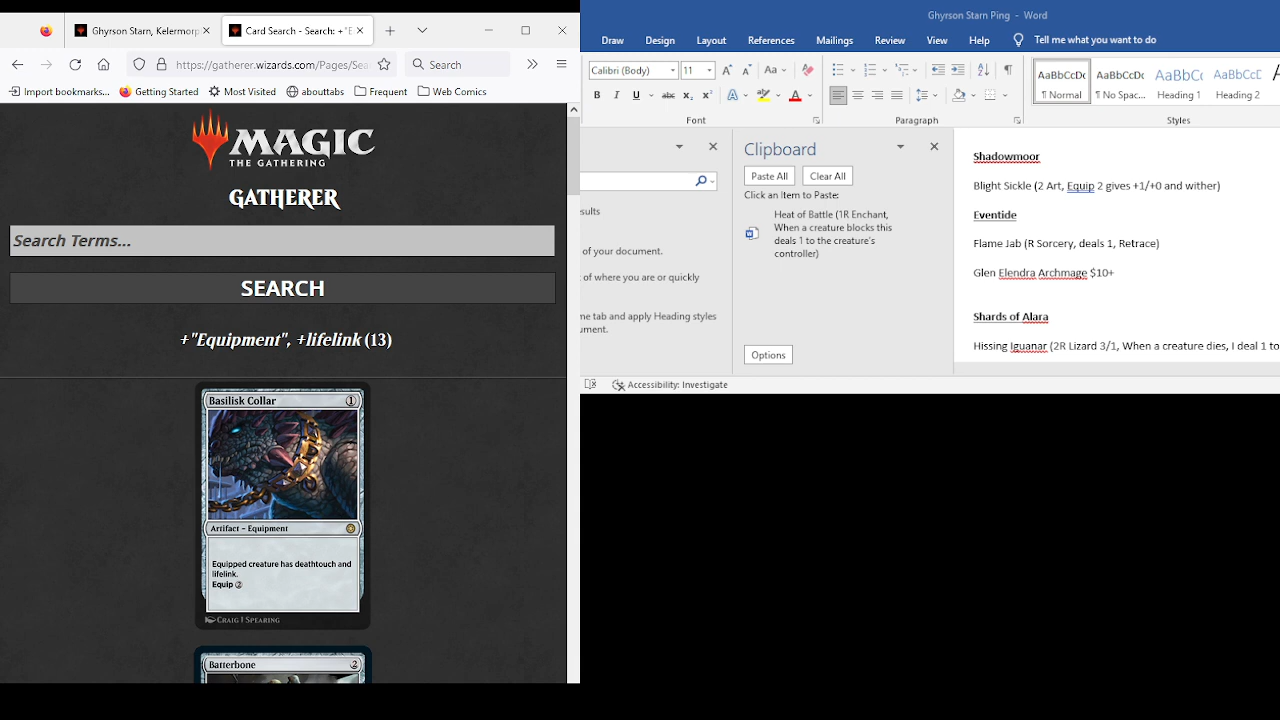 Ghyrson Starn, Kelermorp
Card Search - Search: +"E
https://gatherer.wizards.com/Pages/Sea
Search
Import bookmarks...
Getting Started
Most Visited
abouttabs
Frequent
Web Comics
MAGIC
THE GATHERING
GATHERER
Search Terms...
SEARCH
+"Equipment", +lifelink (13)
Basilisk Collar 1
Artifact - Equipment
Equipped creature has deathtouch and
lifelink.
Equip 2
CRAIG J SPEARING
Batterbone 2
Ghyrson Starn Ping - Word
Draw Design Layout References Mailings Review View Help Tell me what you want to do
Calibri (Body) 11
Font
Paragraph
AaBbCcDc AaBbCcDc AaBbCc AaBbCcD
¶ Normal ¶ No Spac... Heading 1 Heading 2
Styles
sults
of your document.
t of where you are or quickly
me tab and apply Heading styles
ument.
Clipboard
Paste All Clear All
Click an Item to Paste:
Heat of Battle (1R Enchant,
When a creature blocks this
deals 1 to the creature's
controller)
Options
Shadowmoor
Blight Sickle (2 Art, Equip 2 gives +1/+0 and wither)
Eventide
Flame Jab (R Sorcery, deals 1, Retrace)
Glen Elendra Archmage $10+
Shards of Alara
Hissing Iguanar (2R Lizard 3/1, When a creature dies, I deal 1 to
Accessibility: Investigate